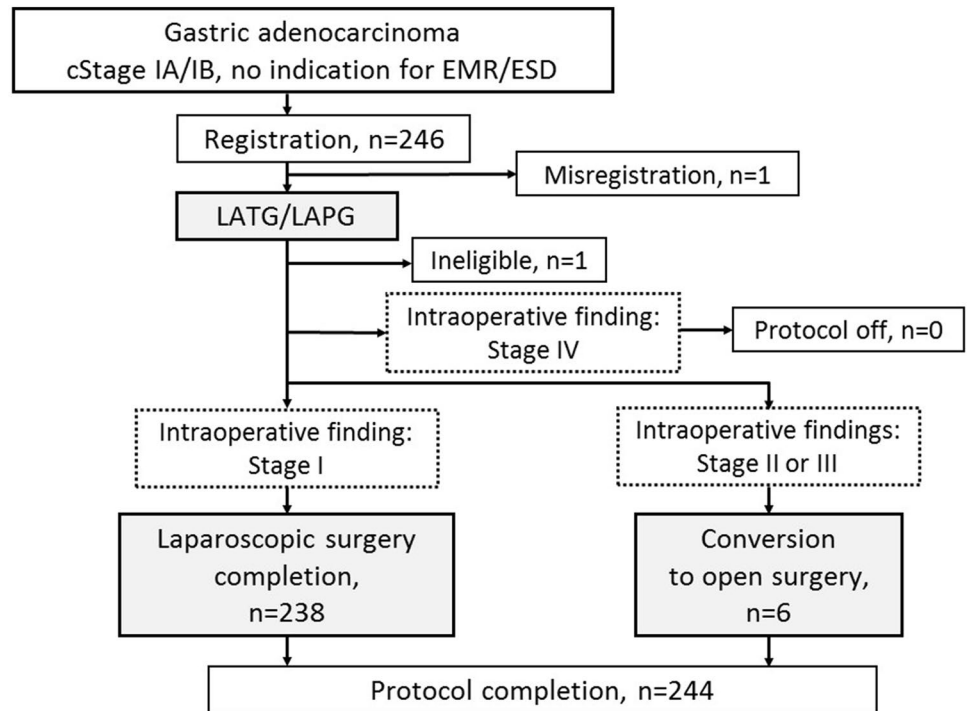 Gastric adenocarcinoma
cStage IA/IB, no indication for EMR/ESD
Registration, n=246
Misregistration, n=1
LATG/LAPG
Ineligible, n=1
Intraoperative finding:
Stage IV
Protocol off, n=0
Intraoperative finding:
Stage I
Intraoperative findings:
Stage II or III
Laparoscopic surgery
completion,
n=238
Conversion
to open surgery,
n=6
Protocol completion, n=244